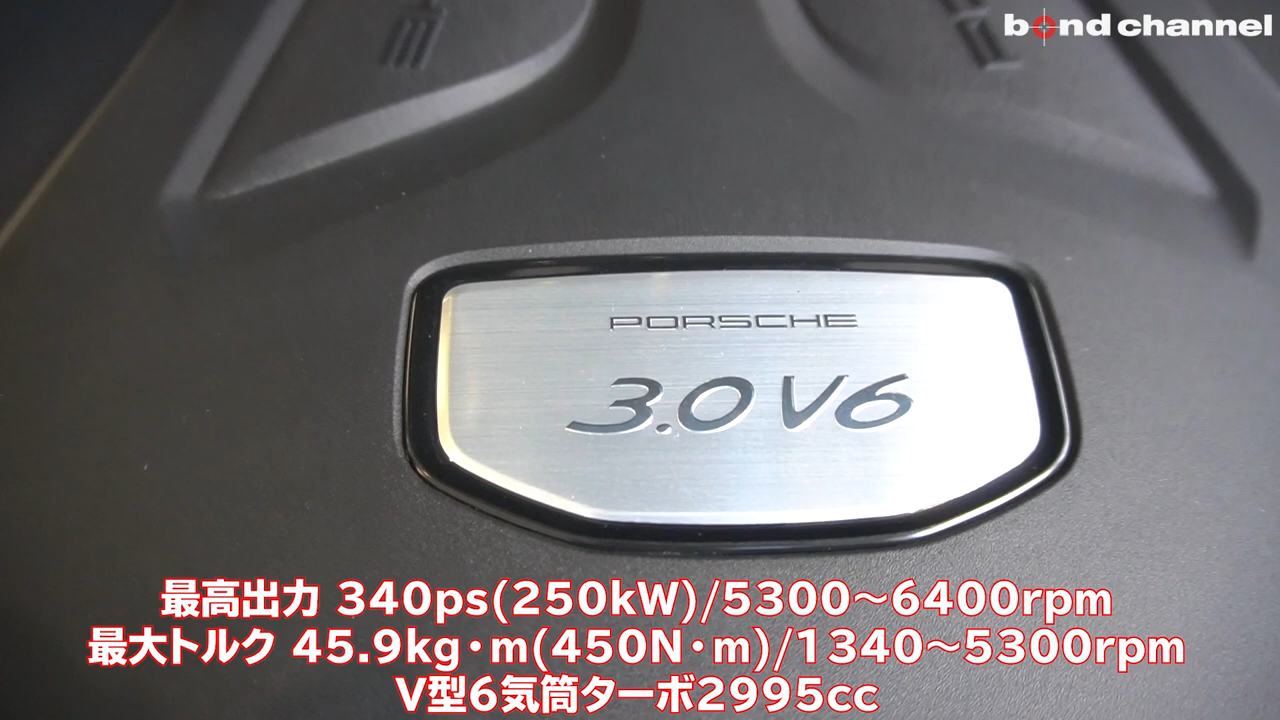 bond channel
PORSCHE
3.0 V6
最高出力 340ps(250kW)/5300～6400rpm
最大トルク 45.9kg・m(450N・m)/1340～5300rpm
V型6気筒ターボ2995cc